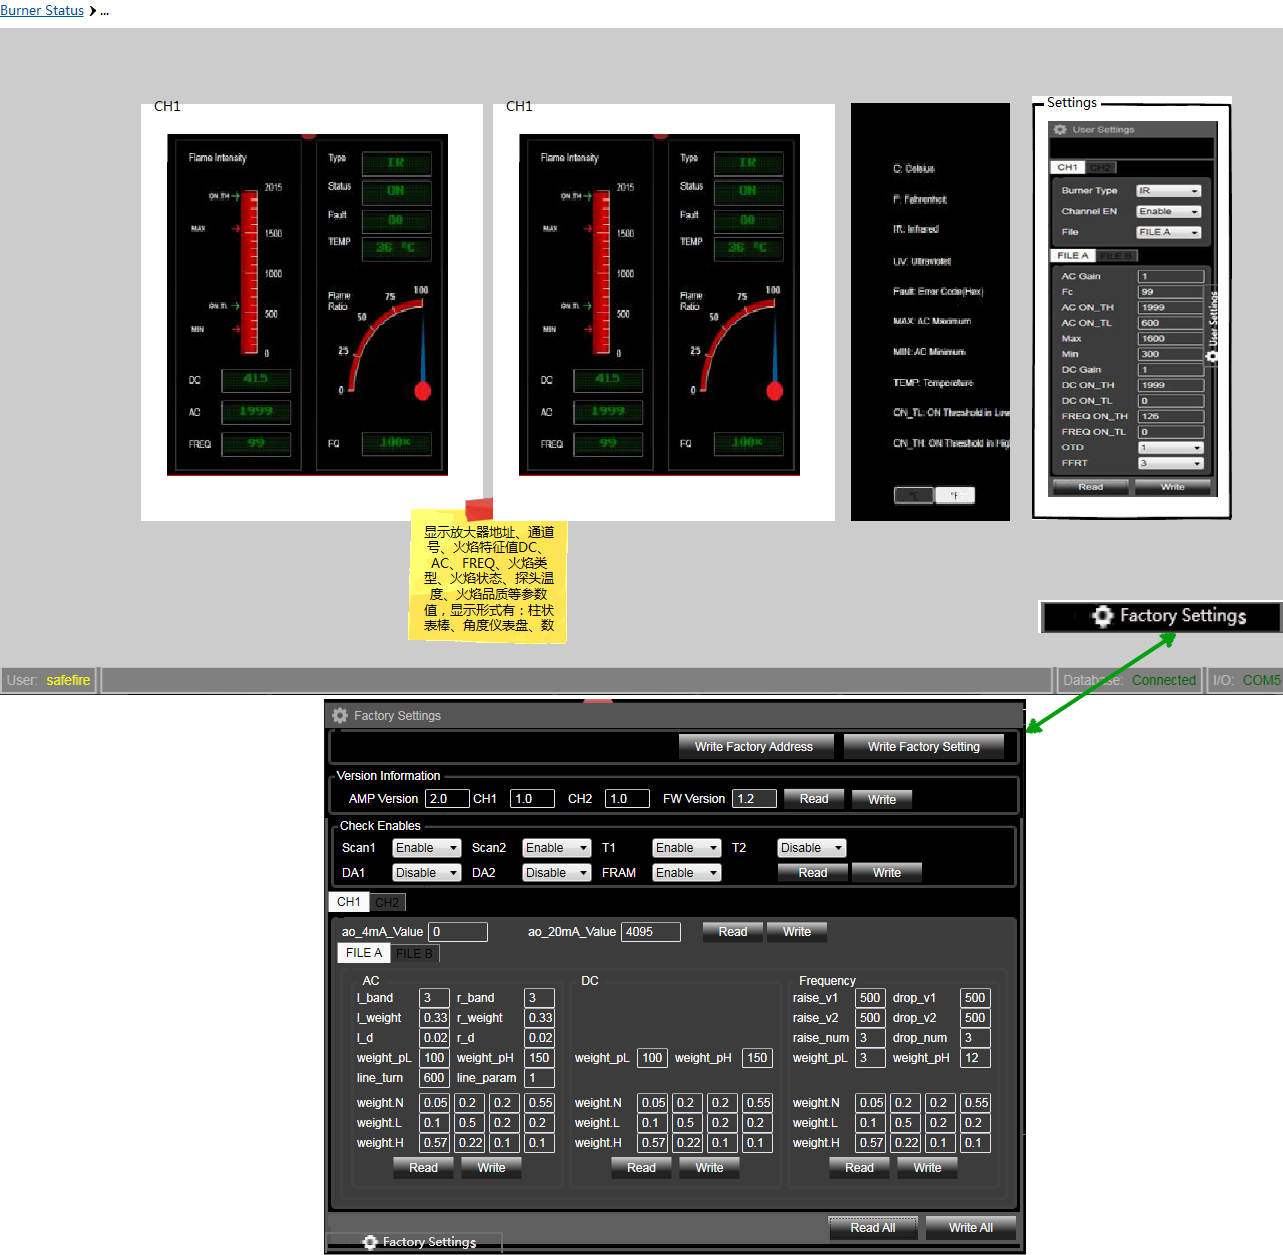 Burner Status ❯ ...
CH1
Flame Intensity
ON_TH
2015
MAX
1500
1000
ON_TL
500
MIN
0
DC 415
AC 1999
FREQ 99
Type IR
Status ON
Fault 00
TEMP 36 °C
Flame Ratio
0
25
50
75
100
FQ 100%
CH1
Flame Intensity
ON_TH
2015
MAX
1500
1000
ON_TL
500
MIN
0
DC 415
AC 1999
FREQ 99
Type IR
Status ON
Fault 00
TEMP 36 °C
Flame Ratio
0
25
50
75
100
FQ 100%
C: Celsius
F: Fahrenheit
IR: Infrared
UV: Ultraviolet
Fault: Error Code(Hex)
MAX: AC Maximum
MIN: AC Minimum
TEMP: Temperature
ON_TL: ON Threshold in Low
ON_TH: ON Threshold in Hig
°C °F
Settings
User Settings
CH1 CH2
Burner Type IR
Channel EN Enable
File FILE A
FILE A FILE B
AC Gain 1
Fc 99
AC ON_TH 1999
AC ON_TL 600
Max 1600
Min 300
DC Gain 1
DC ON_TH 1999
DC ON_TL 0
FREQ ON_TH 126
FREQ ON_TL 0
OTD 1
FFRT 3
Read Write
User Settings
显示放大器地址、通道
号、火焰特征值DC、
AC、FREQ、火焰类
型、火焰状态、探头温
度、火焰品质等参数
值，显示形式有：柱状
表棒、角度仪表盘、数
Factory Settings
User: safefire
Database: Connected
I/O: COM5
Factory Settings
Write Factory Address Write Factory Setting
Version Information
AMP Version 2.0 CH1 1.0 CH2 1.0 FW Version 1.2 Read Write
Check Enables
Scan1 Enable Scan2 Enable T1 Enable T2 Disable
DA1 Disable DA2 Disable FRAM Enable Read Write
CH1 CH2
ao_4mA_Value 0 ao_20mA_Value 4095 Read Write
FILE A FILE B
AC
l_band 3 r_band 3
l_weight 0.33 r_weight 0.33
l_d 0.02 r_d 0.02
weight_pL 100 weight_pH 150
line_turn 600 line_param 1
weight.N 0.05 0.2 0.2 0.55
weight.L 0.1 0.5 0.2 0.2
weight.H 0.57 0.22 0.1 0.1
Read Write
DC
weight_pL 100 weight_pH 150
weight.N 0.05 0.2 0.2 0.55
weight.L 0.1 0.5 0.2 0.2
weight.H 0.57 0.22 0.1 0.1
Read Write
Frequency
raise_v1 500 drop_v1 500
raise_v2 500 drop_v2 500
raise_num 3 drop_num 3
weight_pL 3 weight_pH 12
weight.N 0.05 0.2 0.2 0.55
weight.L 0.1 0.5 0.2 0.2
weight.H 0.57 0.22 0.1 0.1
Read Write
Read All Write All
Factory Settings